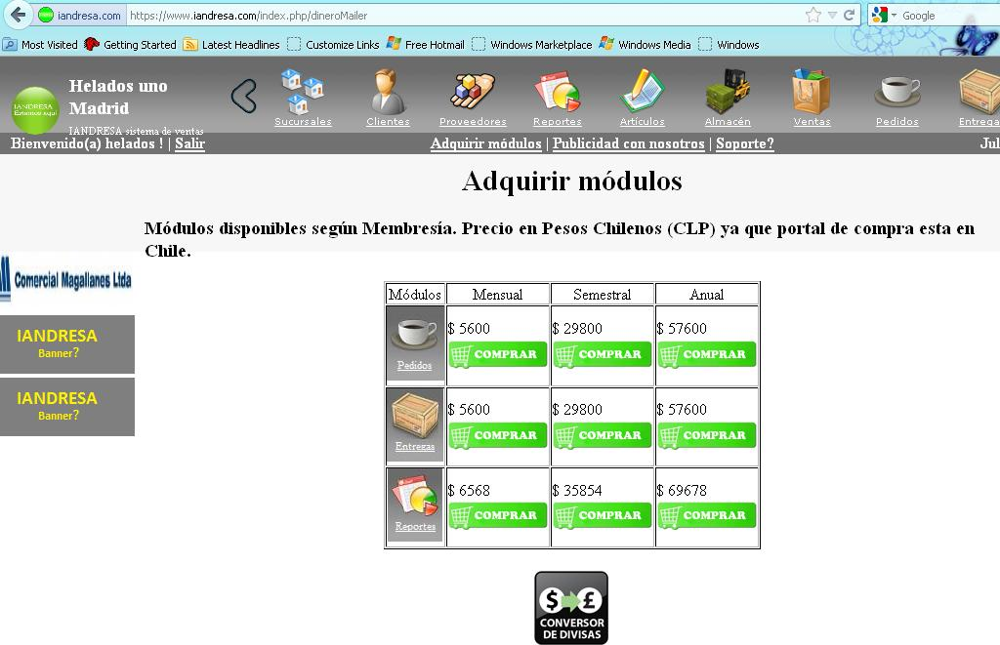 iandresa.com https://www.iandresa.com/index.php/dineroMailer Google
Most Visited Getting Started Latest Headlines Customize Links Free Hotmail Windows Marketplace Windows Media Windows
Helados uno
Madrid
IANDRESA
Estamos aquí
IANDRESA sistema de ventas
Sucursales Clientes Proveedores Reportes Artículos Almacén Ventas Pedidos Entrega
Bienvenido(a) helados ! | Salir Adquirir módulos | Publicidad con nosotros | Soporte? Jul
Adquirir módulos
Módulos disponibles según Membresía. Precio en Pesos Chilenos (CLP) ya que portal de compra esta en
Chile.
Comercial Magallanes Ltda
IANDRESA
Banner?
IANDRESA
Banner?
Módulos Mensual Semestral Anual
$ 5600 $ 29800 $ 57600
COMPRAR COMPRAR COMPRAR
Pedidos
$ 5600 $ 29800 $ 57600
COMPRAR COMPRAR COMPRAR
Entregas
$ 6568 $ 35854 $ 69678
COMPRAR COMPRAR COMPRAR
Reportes
$ £
CONVERSOR
DE DIVISAS